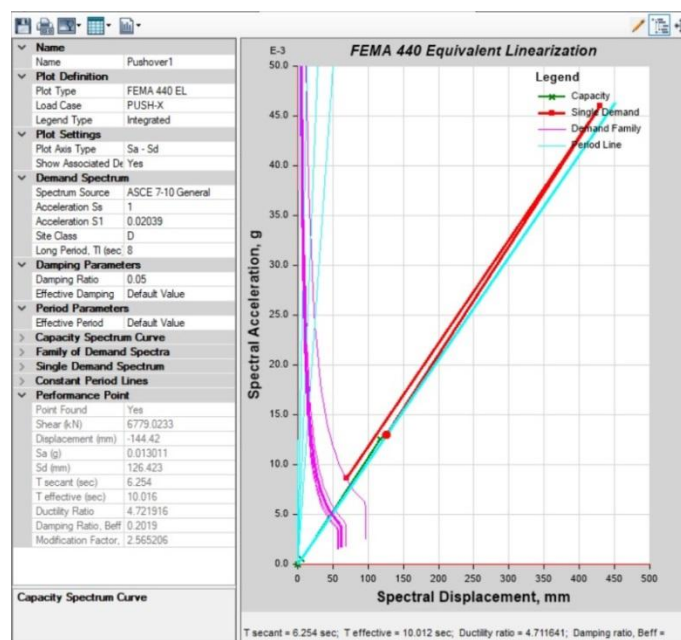 Name
Name Pushover1
Plot Definition
Plot Type FEMA 440 EL
Load Case PUSH-X
Legend Type Integrated
Plot Settings
Plot Axis Type Sa - Sd
Show Associated De Yes
Demand Spectrum
Spectrum Source ASCE 7-10 General
Acceleration Ss 1
Acceleration S1 0.02039
Site Class D
Long Period, Tl (sec 8
Damping Parameters
Damping Ratio 0.05
Effective Damping Default Value
Period Parameters
Effective Period Default Value
Capacity Spectrum Curve
Family of Demand Spectra
Single Demand Spectrum
Constant Period Lines
Performance Point
Point Found Yes
Shear (kN) 6779.0233
Displacement (mm) -144.42
Sa (g) 0.013011
Sd (mm) 126.423
T secant (sec) 6.254
T effective (sec) 10.016
Ductility Ratio 4.721916
Damping Ratio, Beff 0.2019
Modification Factor, 2.565206
Capacity Spectrum Curve
E-3
FEMA 440 Equivalent Linearization
Legend
Capacity
Single Demand
Demand Family
Period Line
Spectral Acceleration, g
50.0
45.0
40.0
35.0
30.0
25.0
20.0
15.0
10.0
5.0
0.0
0 50 100 150 200 250 300 350 400 450 500
Spectral Displacement, mm
T secant = 6.254 sec; T effective = 10.012 sec; Ductility ratio = 4.711641; Damping ratio, Beff =